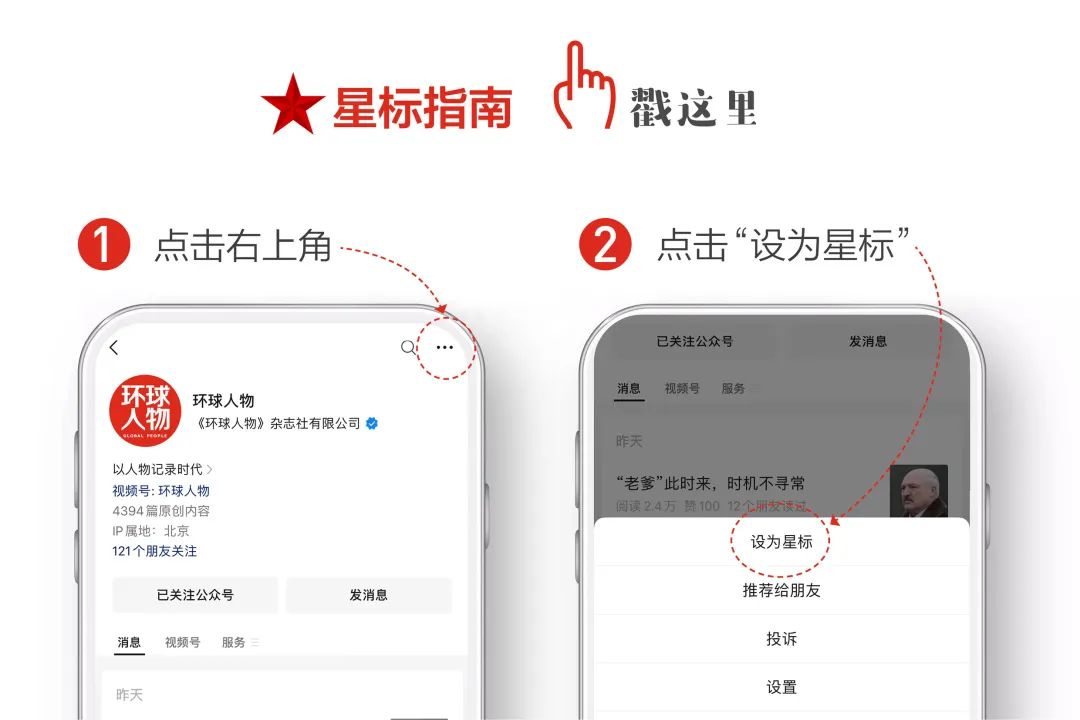 星标指南
戳这里
1 点击右上角
2 点击“设为星标”
环球
人物
GLOBAL PEOPLE
环球人物
《环球人物》杂志社有限公司
以人物记录时代
视频号: 环球人物
4394篇原创内容
IP属地：北京
121个朋友关注
已关注公众号 发消息
消息 视频号 服务
昨天
已关注公众号 发消息
消息 视频号 服务
昨天
“老爹”此时来，时机不寻常
阅读 2.4万 赞 100 12个朋友读过
设为星标
推荐给朋友
投诉
设置